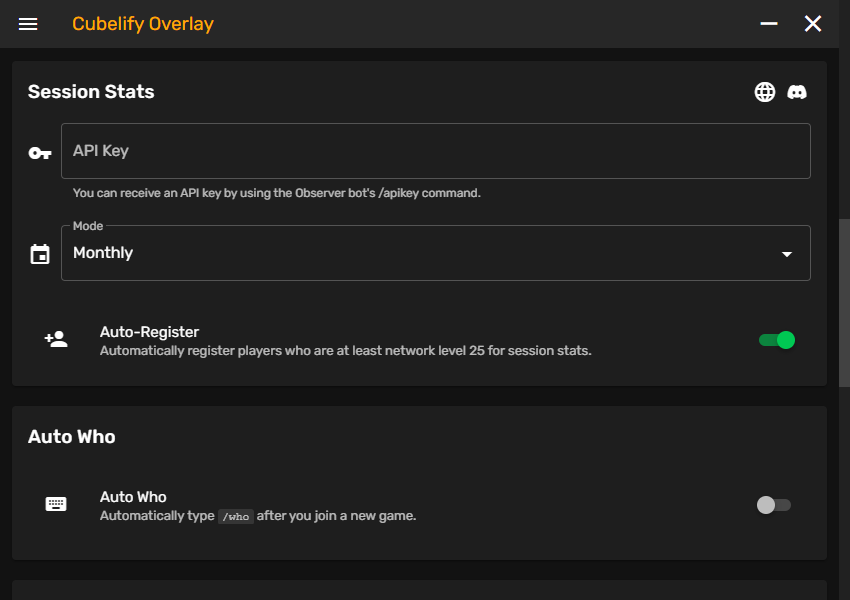 Cubelify Overlay
Session Stats
API Key
You can receive an API key by using the Observer bot's /apikey command.
Mode
Monthly
Auto-Register
Automatically register players who are at least network level 25 for session stats.
Auto Who
Auto Who
Automatically type /who after you join a new game.